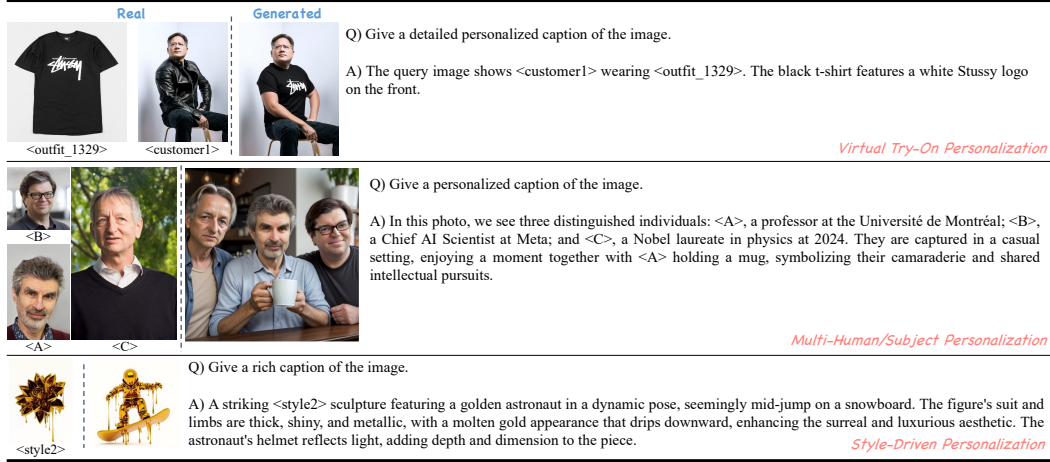 Real
Generated
Stussy
Stussy
<outfit_1329>
<customer1>
Q) Give a detailed personalized caption of the image.
A) The query image shows <customer1> wearing <outfit_1329>. The black t-shirt features a white Stussy logo
on the front.
Virtual Try-On Personalization
<B>
<A>
<C>
Q) Give a personalized caption of the image.
A) In this photo, we see three distinguished individuals: <A>, a professor at the Université de Montréal; <B>,
a Chief AI Scientist at Meta; and <C>, a Nobel laureate in physics at 2024. They are captured in a casual
setting, enjoying a moment together with <A> holding a mug, symbolizing their camaraderie and shared
intellectual pursuits.
Multi-Human/Subject Personalization
<style2>
Q) Give a rich caption of the image.
A) A striking <style2> sculpture featuring a golden astronaut in a dynamic pose, seemingly mid-jump on a snowboard. The figure's suit and
limbs are thick, shiny, and metallic, with a molten gold appearance that drips downward, enhancing the surreal and luxurious aesthetic. The
astronaut's helmet reflects light, adding depth and dimension to the piece.
Style-Driven Personalization